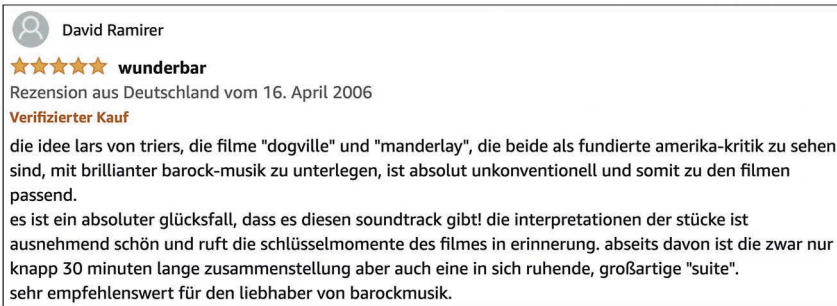 David Ramirer
wunderbar
Rezension aus Deutschland vom 16. April 2006
Verifizierter Kauf
die idee lars von triers, die filme "dogville" und "manderlay", die beide als fundierte amerika-kritik zu sehen
sind, mit brillianter barock-musik zu unterlegen, ist absolut unkonventionell und somit zu den filmen
passend.
es ist ein absoluter glücksfall, dass es diesen soundtrack gibt! die interpretationen der stücke ist
ausnehmend schön und ruft die schlüsselmomente des filmes in erinnerung. abseits davon ist die zwar nur
knapp 30 minuten lange zusammenstellung aber auch eine in sich ruhende, großartige "suite".
sehr empfehlenswert für den liebhaber von barockmusik.